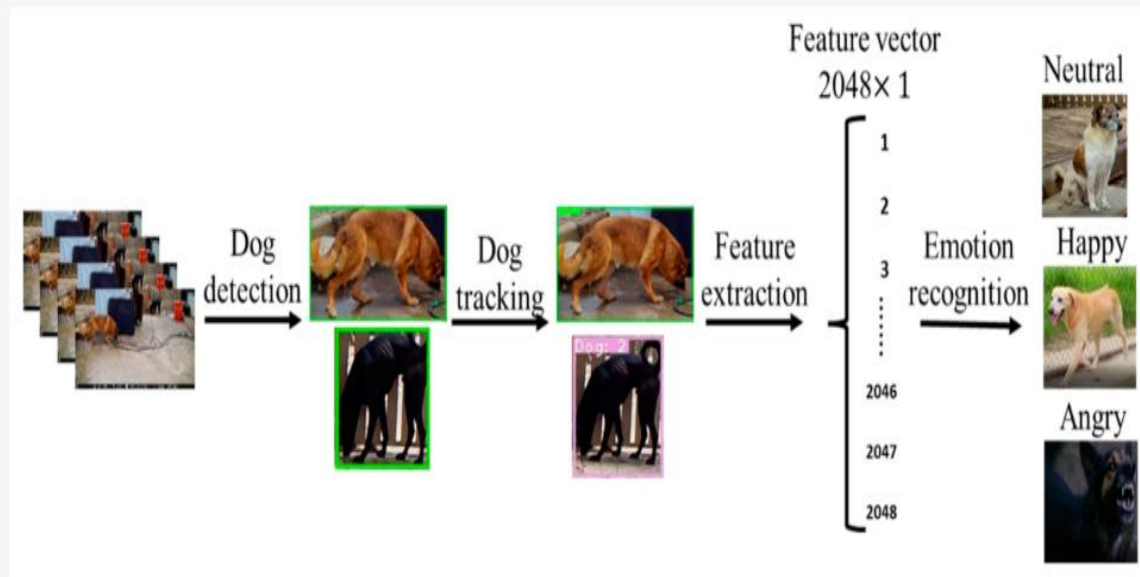 Dog
detection
Dog
tracking
Dog: 2
Feature
extraction
Feature vector
2048× 1
1
2
3
2046
2047
2048
Emotion
recognition
Neutral
Happy
Angry